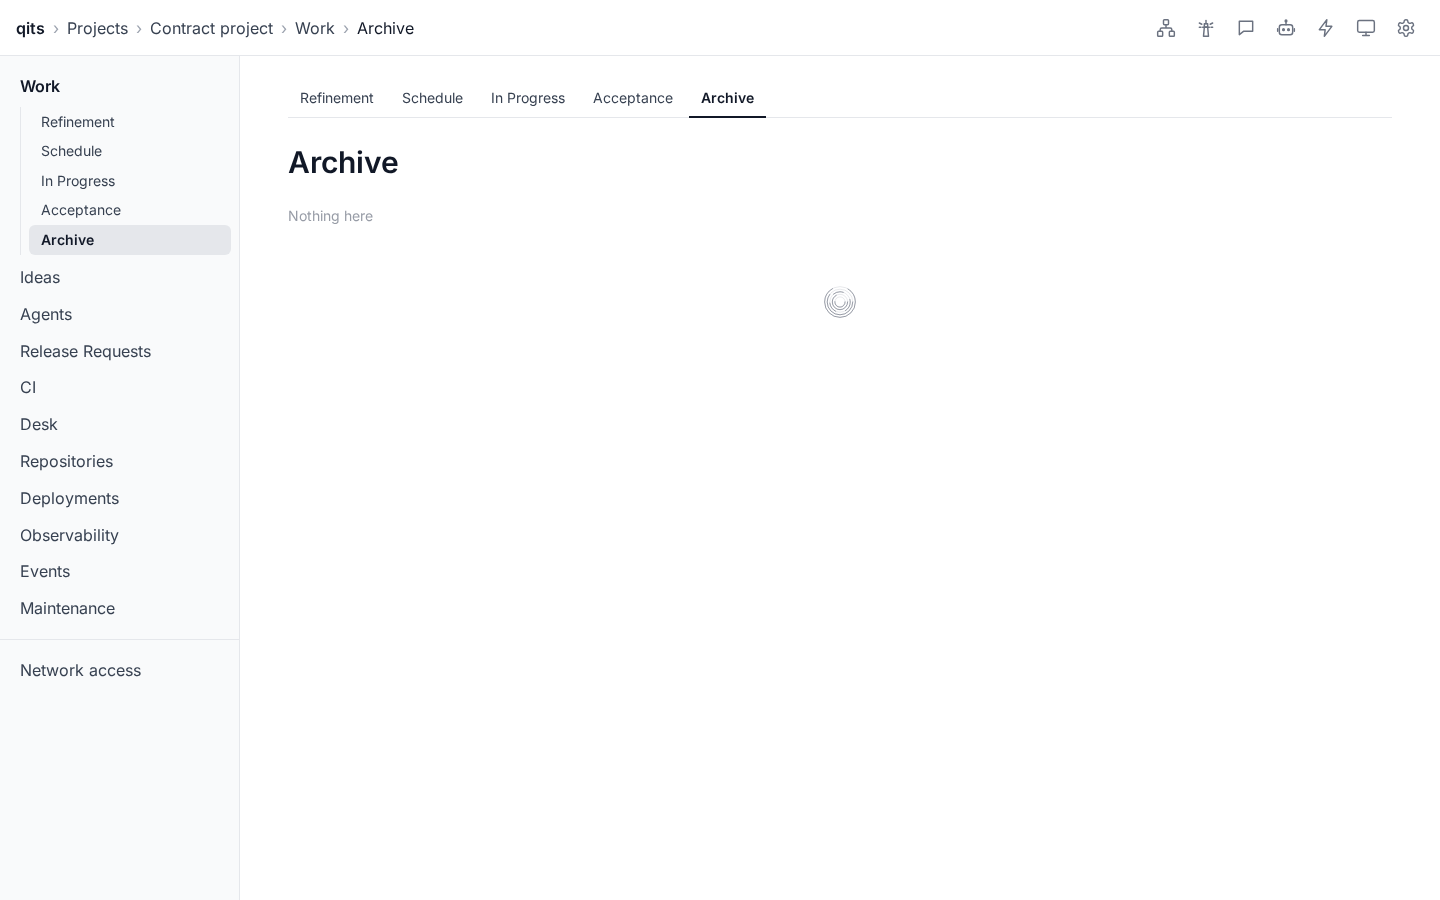 qits › Projects › Contract project › Work › Archive
Work
Refinement
Schedule
In Progress
Acceptance
Archive
Ideas
Agents
Release Requests
CI
Desk
Repositories
Deployments
Observability
Events
Maintenance
Network access
Refinement Schedule In Progress Acceptance Archive
Archive
Nothing here